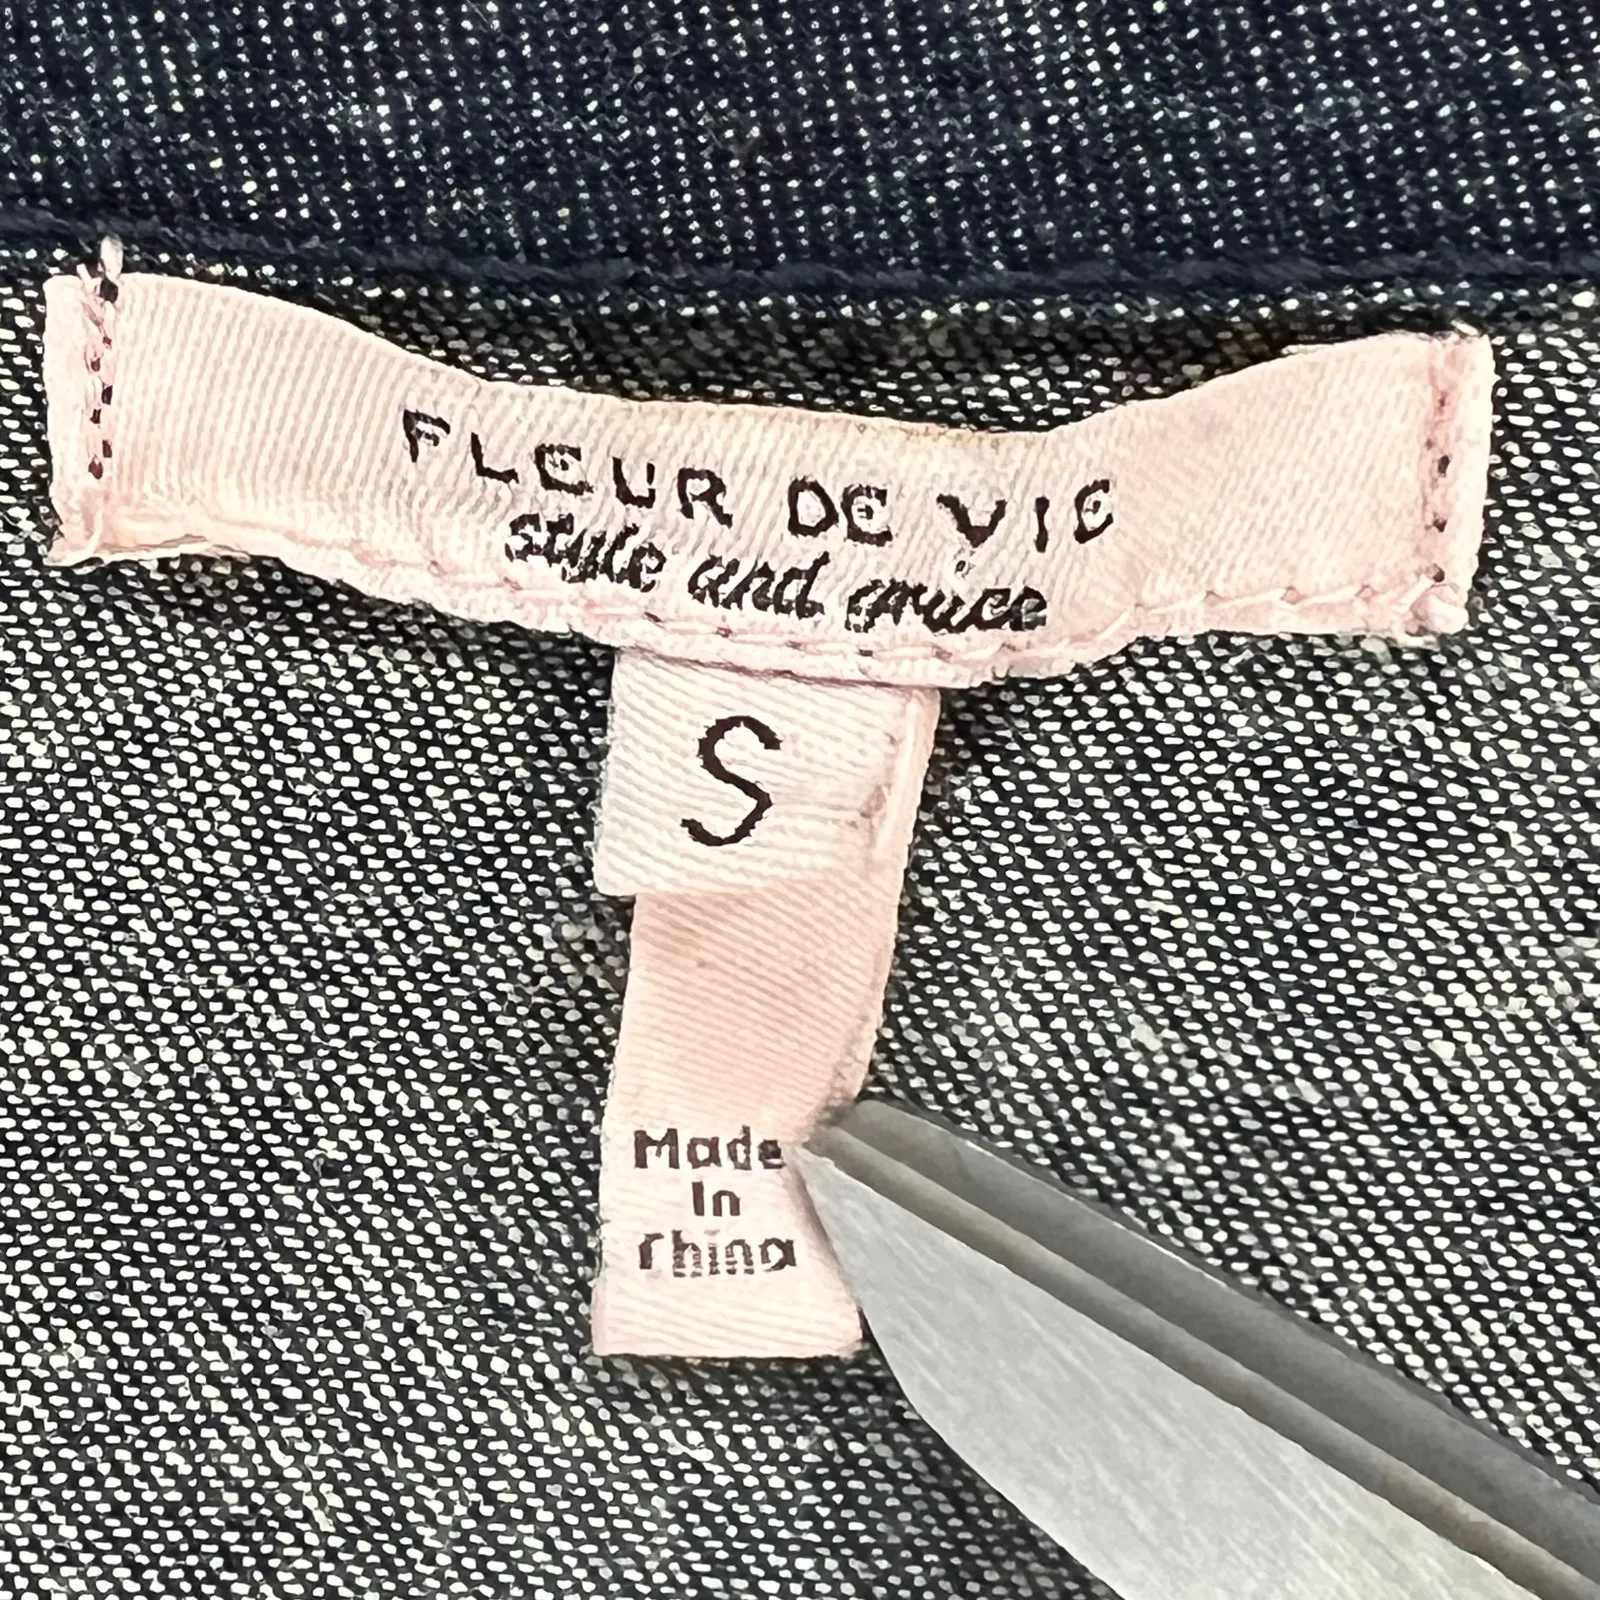 FLEUR DE VIE
style and grace
S
Made
In
China